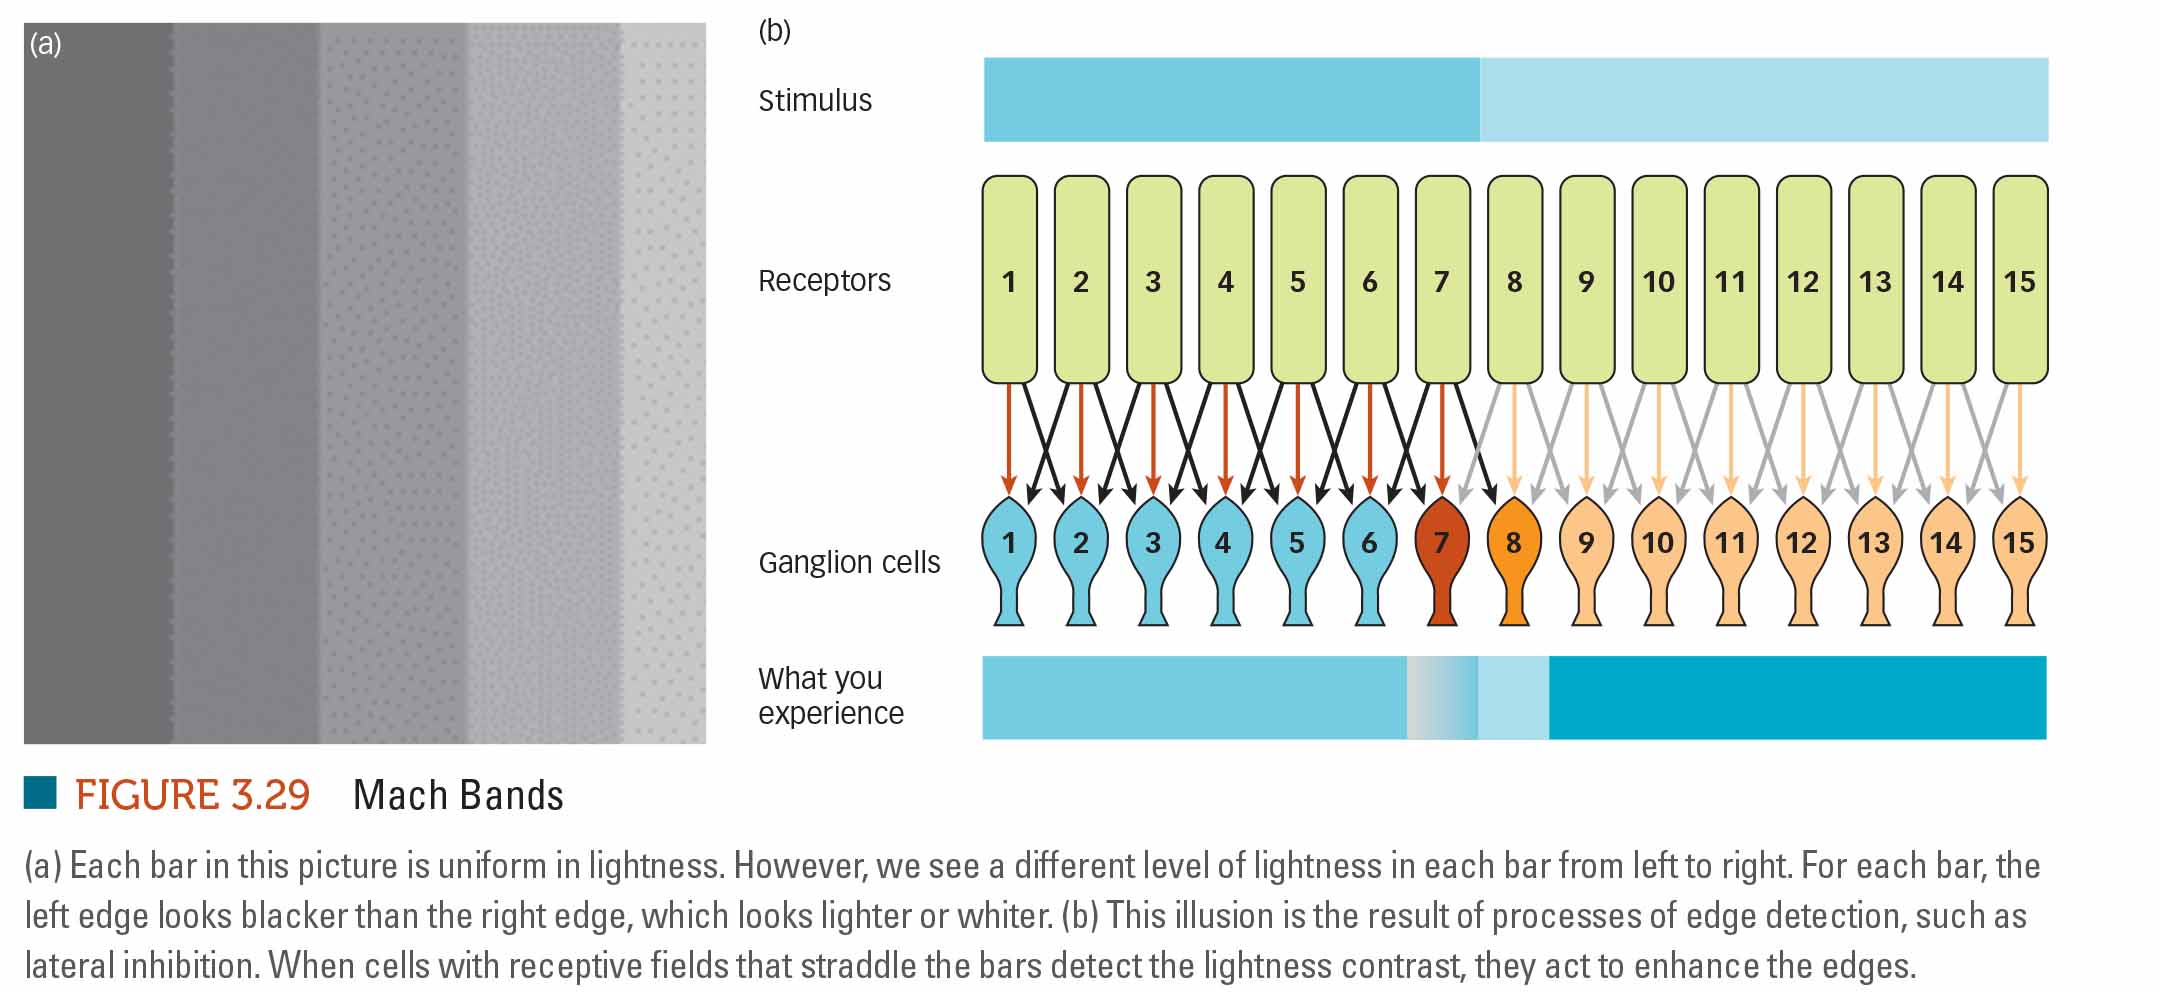 (a)
(b)
Stimulus
Receptors
1 2 3 4 5 6 7 8 9 10 11 12 13 14 15
Ganglion cells
1 2 3 4 5 6 7 8 9 10 11 12 13 14 15
What you
experience
FIGURE 3.29 Mach Bands
(a) Each bar in this picture is uniform in lightness. However, we see a different level of lightness in each bar from left to right. For each bar, the
left edge looks blacker than the right edge, which looks lighter or whiter. (b) This illusion is the result of processes of edge detection, such as
lateral inhibition. When cells with receptive fields that straddle the bars detect the lightness contrast, they act to enhance the edges.